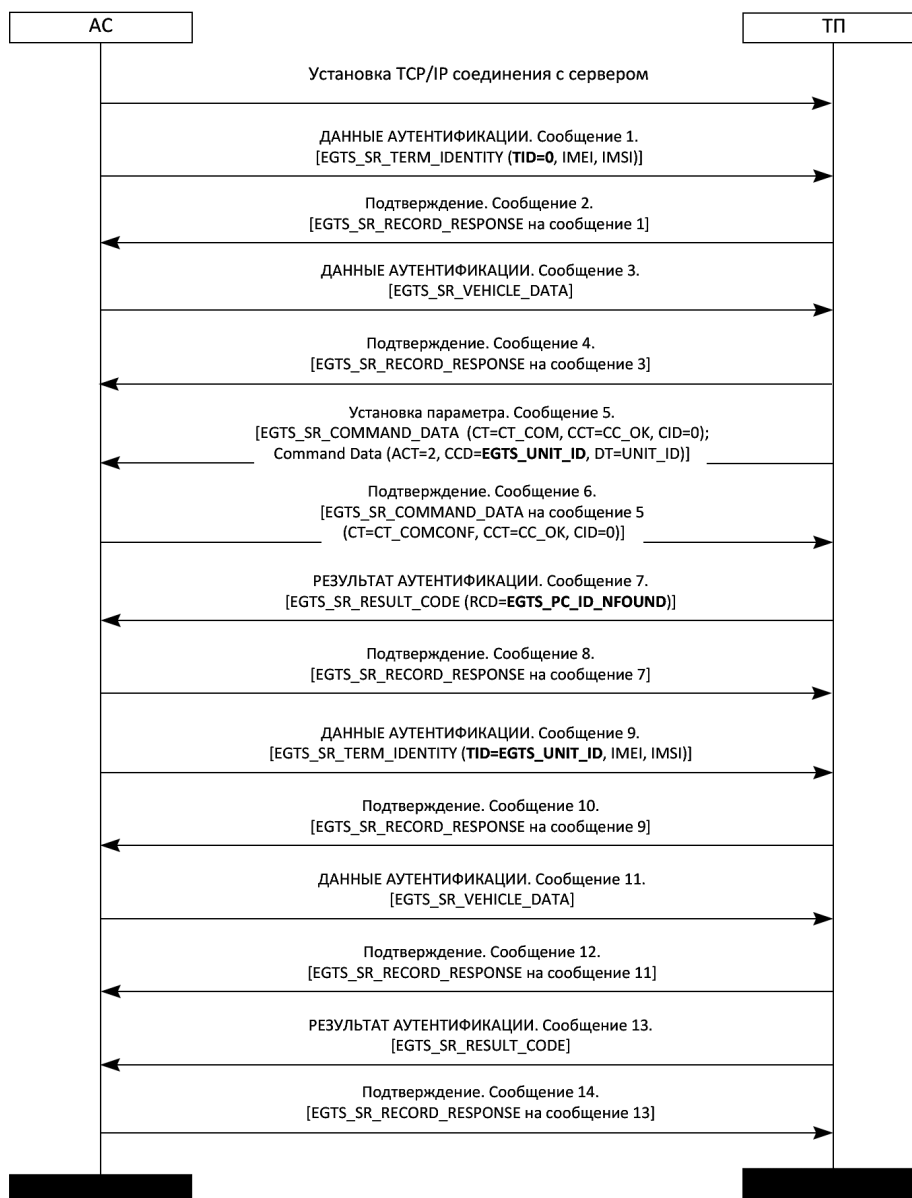 АС
ТП
Установка TCP/IP соединения с сервером
ДАННЫЕ АУТЕНТИФИКАЦИИ. Сообщение 1.
[EGTS_SR_TERM_IDENTITY (TID=0, IMEI, IMSI)]
Подтверждение. Сообщение 2.
[EGTS_SR_RECORD_RESPONSE на сообщение 1]
ДАННЫЕ АУТЕНТИФИКАЦИИ. Сообщение 3.
[EGTS_SR_VEHICLE_DATA]
Подтверждение. Сообщение 4.
[EGTS_SR_RECORD_RESPONSE на сообщение 3]
Установка параметра. Сообщение 5.
[EGTS_SR_COMMAND_DATA (CT=CT_COM, CCT=CC_OK, CID=0);
Command Data (ACT=2, CCD=EGTS_UNIT_ID, DT=UNIT_ID)]
Подтверждение. Сообщение 6.
[EGTS_SR_COMMAND_DATA на сообщение 5
(CT=CT_COMCONF, CCT=CC_OK, CID=0)]
РЕЗУЛЬТАТ АУТЕНТИФИКАЦИИ. Сообщение 7.
[EGTS_SR_RESULT_CODE (RCD=EGTS_PC_ID_NFOUND)]
Подтверждение. Сообщение 8.
[EGTS_SR_RECORD_RESPONSE на сообщение 7]
ДАННЫЕ АУТЕНТИФИКАЦИИ. Сообщение 9.
[EGTS_SR_TERM_IDENTITY (TID=EGTS_UNIT_ID, IMEI, IMSI)]
Подтверждение. Сообщение 10.
[EGTS_SR_RECORD_RESPONSE на сообщение 9]
ДАННЫЕ АУТЕНТИФИКАЦИИ. Сообщение 11.
[EGTS_SR_VEHICLE_DATA]
Подтверждение. Сообщение 12.
[EGTS_SR_RECORD_RESPONSE на сообщение 11]
РЕЗУЛЬТАТ АУТЕНТИФИКАЦИИ. Сообщение 13.
[EGTS_SR_RESULT_CODE]
Подтверждение. Сообщение 14.
[EGTS_SR_RECORD_RESPONSE на сообщение 13]